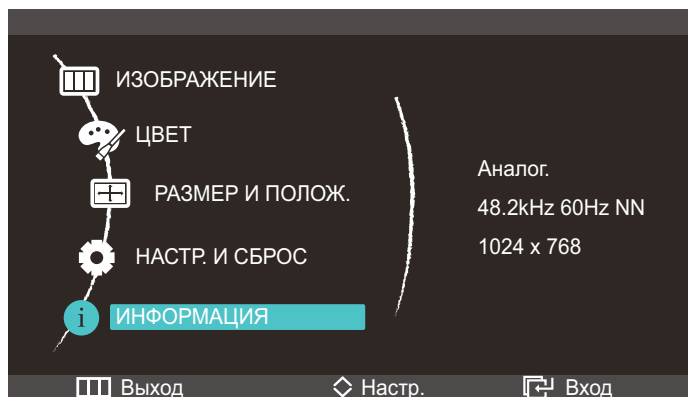 ИЗОБРАЖЕНИЕ
ЦВЕТ
РАЗМЕР И ПОЛОЖ.
НАСТР. И СБРОС
i ИНФОРМАЦИЯ
Аналог.
48.2kHz 60Hz NN
1024 x 768
Выход Настр. Вход